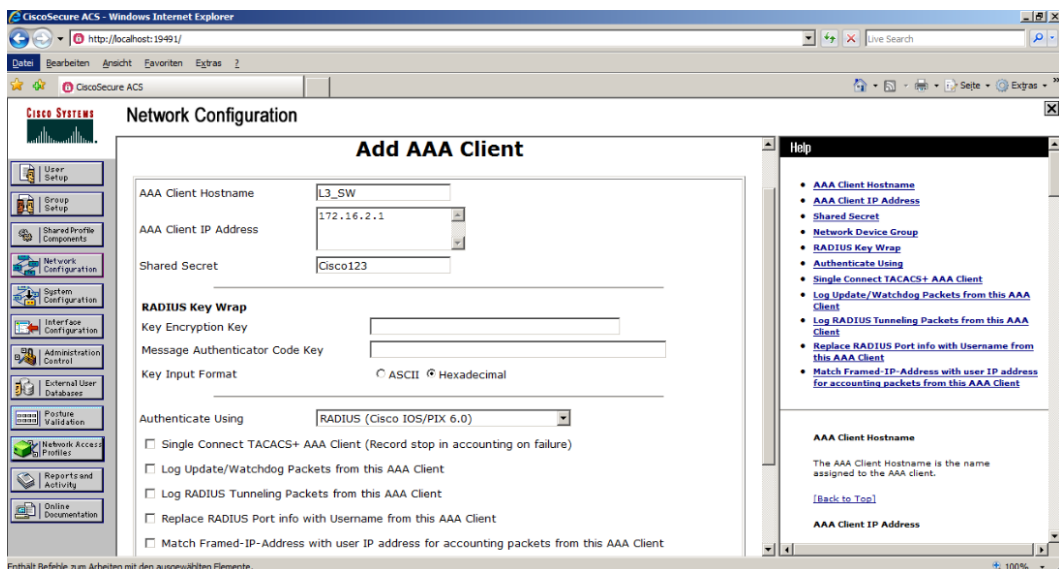 CiscoSecure ACS - Windows Internet Explorer
http://localhost:19491/
Live Search
Datei Bearbeiten Ansicht Favoriten Extras ?
CiscoSecure ACS
Seite Extras
CISCO SYSTEMS
Network Configuration
User Setup
Group Setup
Shared Profile Components
Network Configuration
System Configuration
Interface Configuration
Administration Control
External User Databases
Posture Validation
Network Access Profiles
Reports and Activity
Online Documentation
Add AAA Client
AAA Client Hostname L3_SW
AAA Client IP Address 172.16.2.1
Shared Secret Cisco123
RADIUS Key Wrap
Key Encryption Key
Message Authenticator Code Key
Key Input Format ASCII Hexadecimal
Authenticate Using RADIUS (Cisco IOS/PIX 6.0)
Single Connect TACACS+ AAA Client (Record stop in accounting on failure)
Log Update/Watchdog Packets from this AAA Client
Log RADIUS Tunneling Packets from this AAA Client
Replace RADIUS Port info with Username from this AAA Client
Match Framed-IP-Address with user IP address for accounting packets from this AAA Client
Help
AAA Client Hostname
AAA Client IP Address
Shared Secret
Network Device Group
RADIUS Key Wrap
Authenticate Using
Single Connect TACACS+ AAA Client
Log Update/Watchdog Packets from this AAA
Client
Log RADIUS Tunneling Packets from this AAA
Client
Replace RADIUS Port info with Username from
this AAA Client
Match Framed-IP-Address with user IP address
for accounting packets from this AAA Client
AAA Client Hostname
The AAA Client Hostname is the name
assigned to the AAA client.
[Back to Top]
AAA Client IP Address
Enthält Befehle zum Arbeiten mit den ausgewählten Elemente.
100%